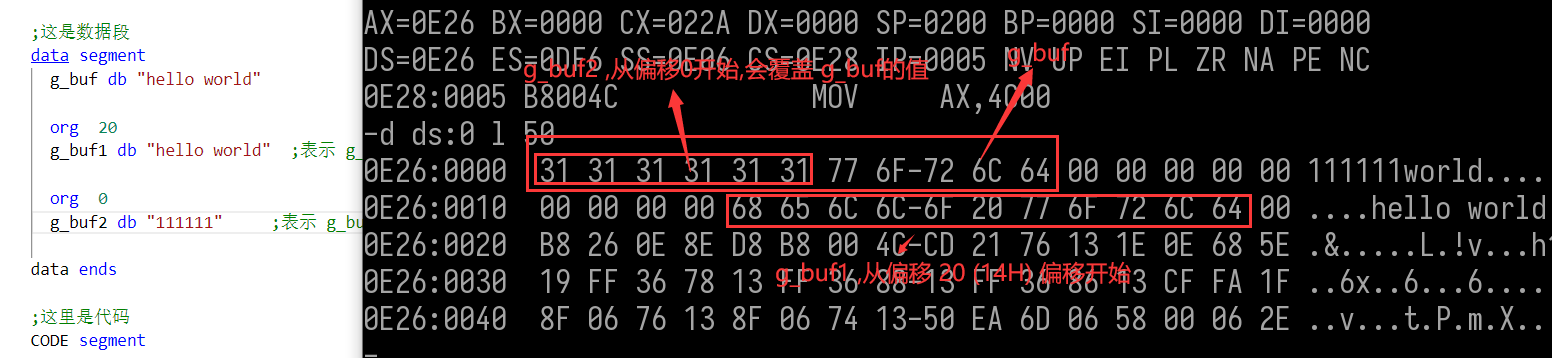 ;这是数据段
data segment
g_buf db "hello world"
org 20
g_buf1 db "hello world" ;表示 g_
org 0
g_buf2 db "111111" ;表示 g_bu
data ends
;这里是代码
CODE segment
AX=0E26 BX=0000 CX=022A DX=0000 SP=0200 BP=0000 SI=0000 DI=0000
DS=0E26 ES=0DF6 SS=0E06 CS=0E28 IP=0005 NV UP EI PL ZR NA PE NC
g_buf2 ,从偏移0开始,会覆盖 g_buf的值
g_buf
0E28:0005 B8004C MOV AX,4C00
-d ds:0 l 50
0E26:0000 31 31 31 31 31 31 77 6F-72 6C 64 00 00 00 00 00 111111world.....
0E26:0010 00 00 00 00 68 65 6C 6C-6F 20 77 6F 72 6C 64 00 ....hello world
0E26:0020 B8 26 0E 8E D8 B8 00 4C-CD 21 76 13 1E 0E 68 5E .&.....L.!v...h
g_buf1 ,从偏移 20 (14H) 偏移开始
0E26:0030 19 FF 36 78 13 FF 36 13 FF 36 13 CF FA 1F ..6x..6...6....
0E26:0040 8F 06 76 13 8F 06 74 13-50 EA 6D 06 58 00 06 2E ..v...t.P.m.X..
-